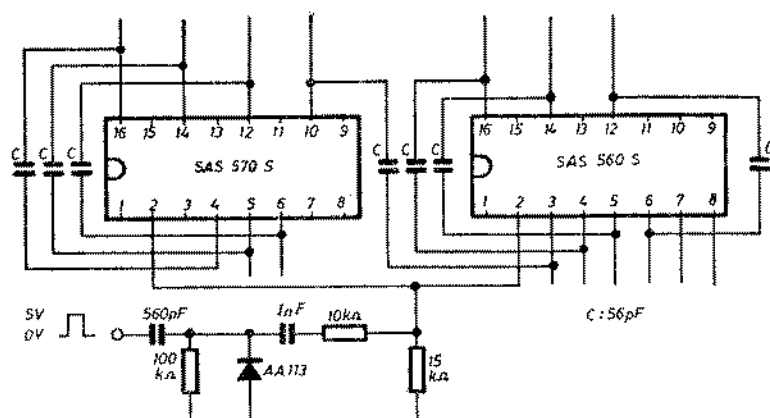 16 15 14 13 12 11 10 9
16 15 14 13 12 11 10 9
C C C
SAS 570 S
C C C
SAS 560 S
1 2 3 4 5 6 7 8
1 2 3 4 5 6 7 8
5V
0V
560pF
1nF
10kΩ
C: 56pF
100
kΩ
AA113
15
kΩ